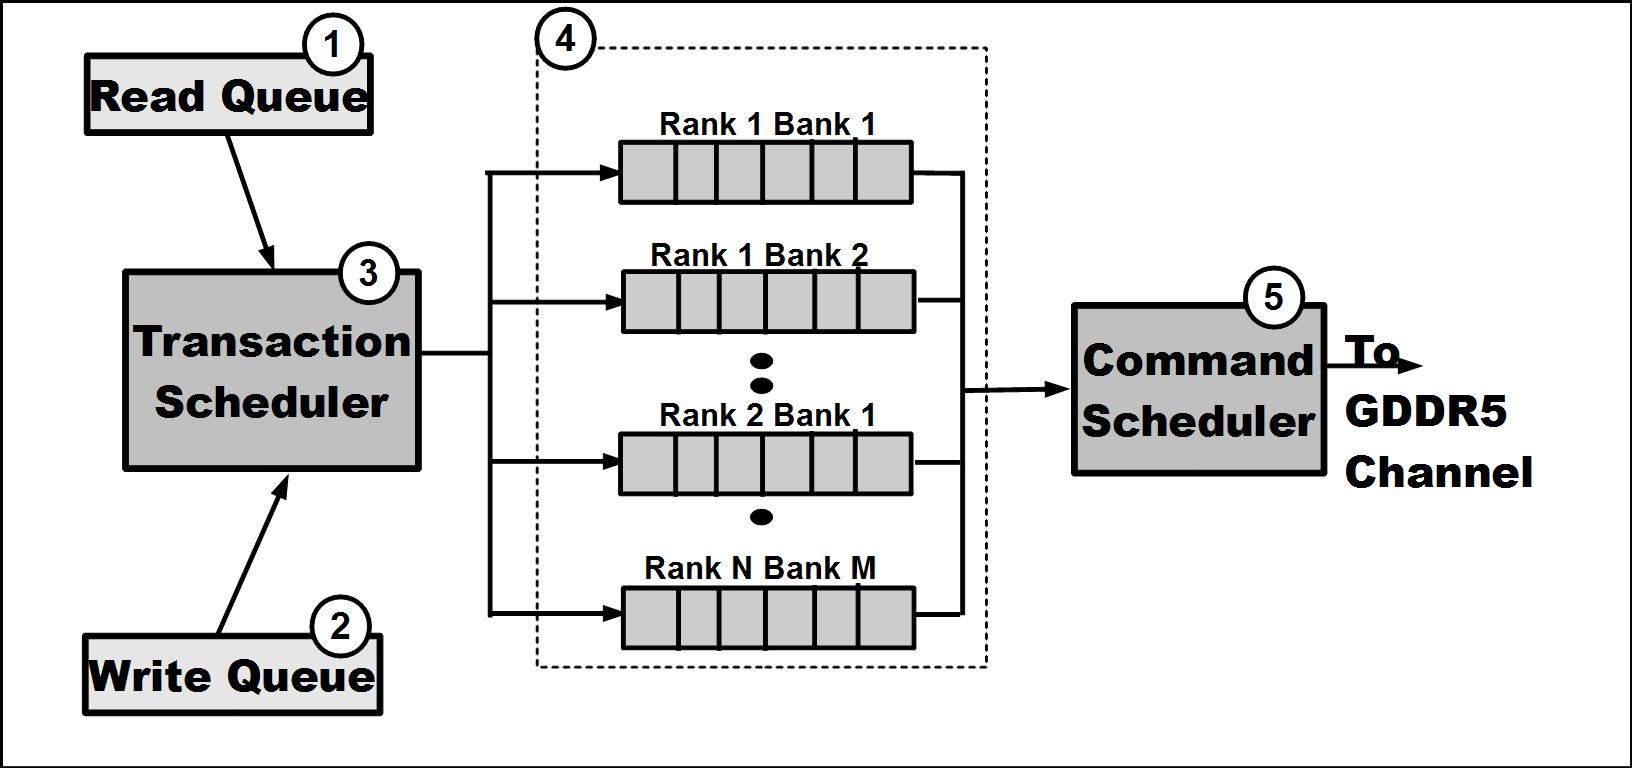 1
Read Queue
4
Rank 1 Bank 1
Rank 1 Bank 2
3
Transaction
Scheduler
Rank 2 Bank 1
5
Command
Scheduler
To
GDDR5
Channel
Rank N Bank M
2
Write Queue